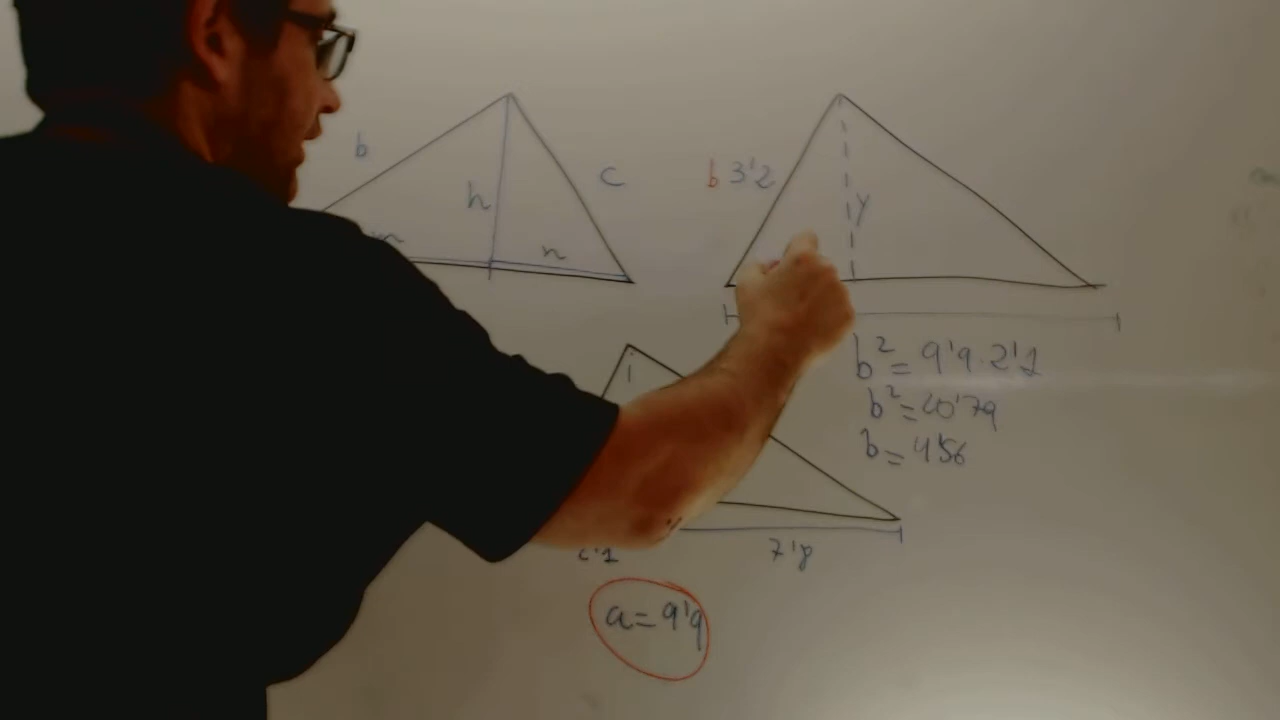 b
c
h
m
n
b 3'2
y
b² = 9'9·2'1
b² = 20'79
b = 4'56
2'1
7'8
a = 9'9